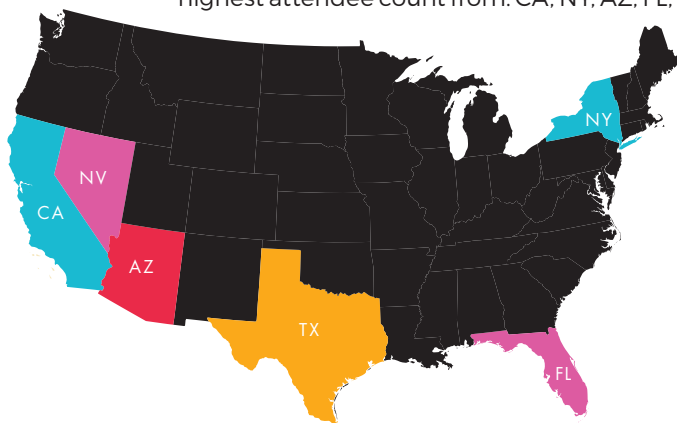 highest attendee count from: CA, NY, AZ, FL,
NY
NV
CA
AZ
TX
FL